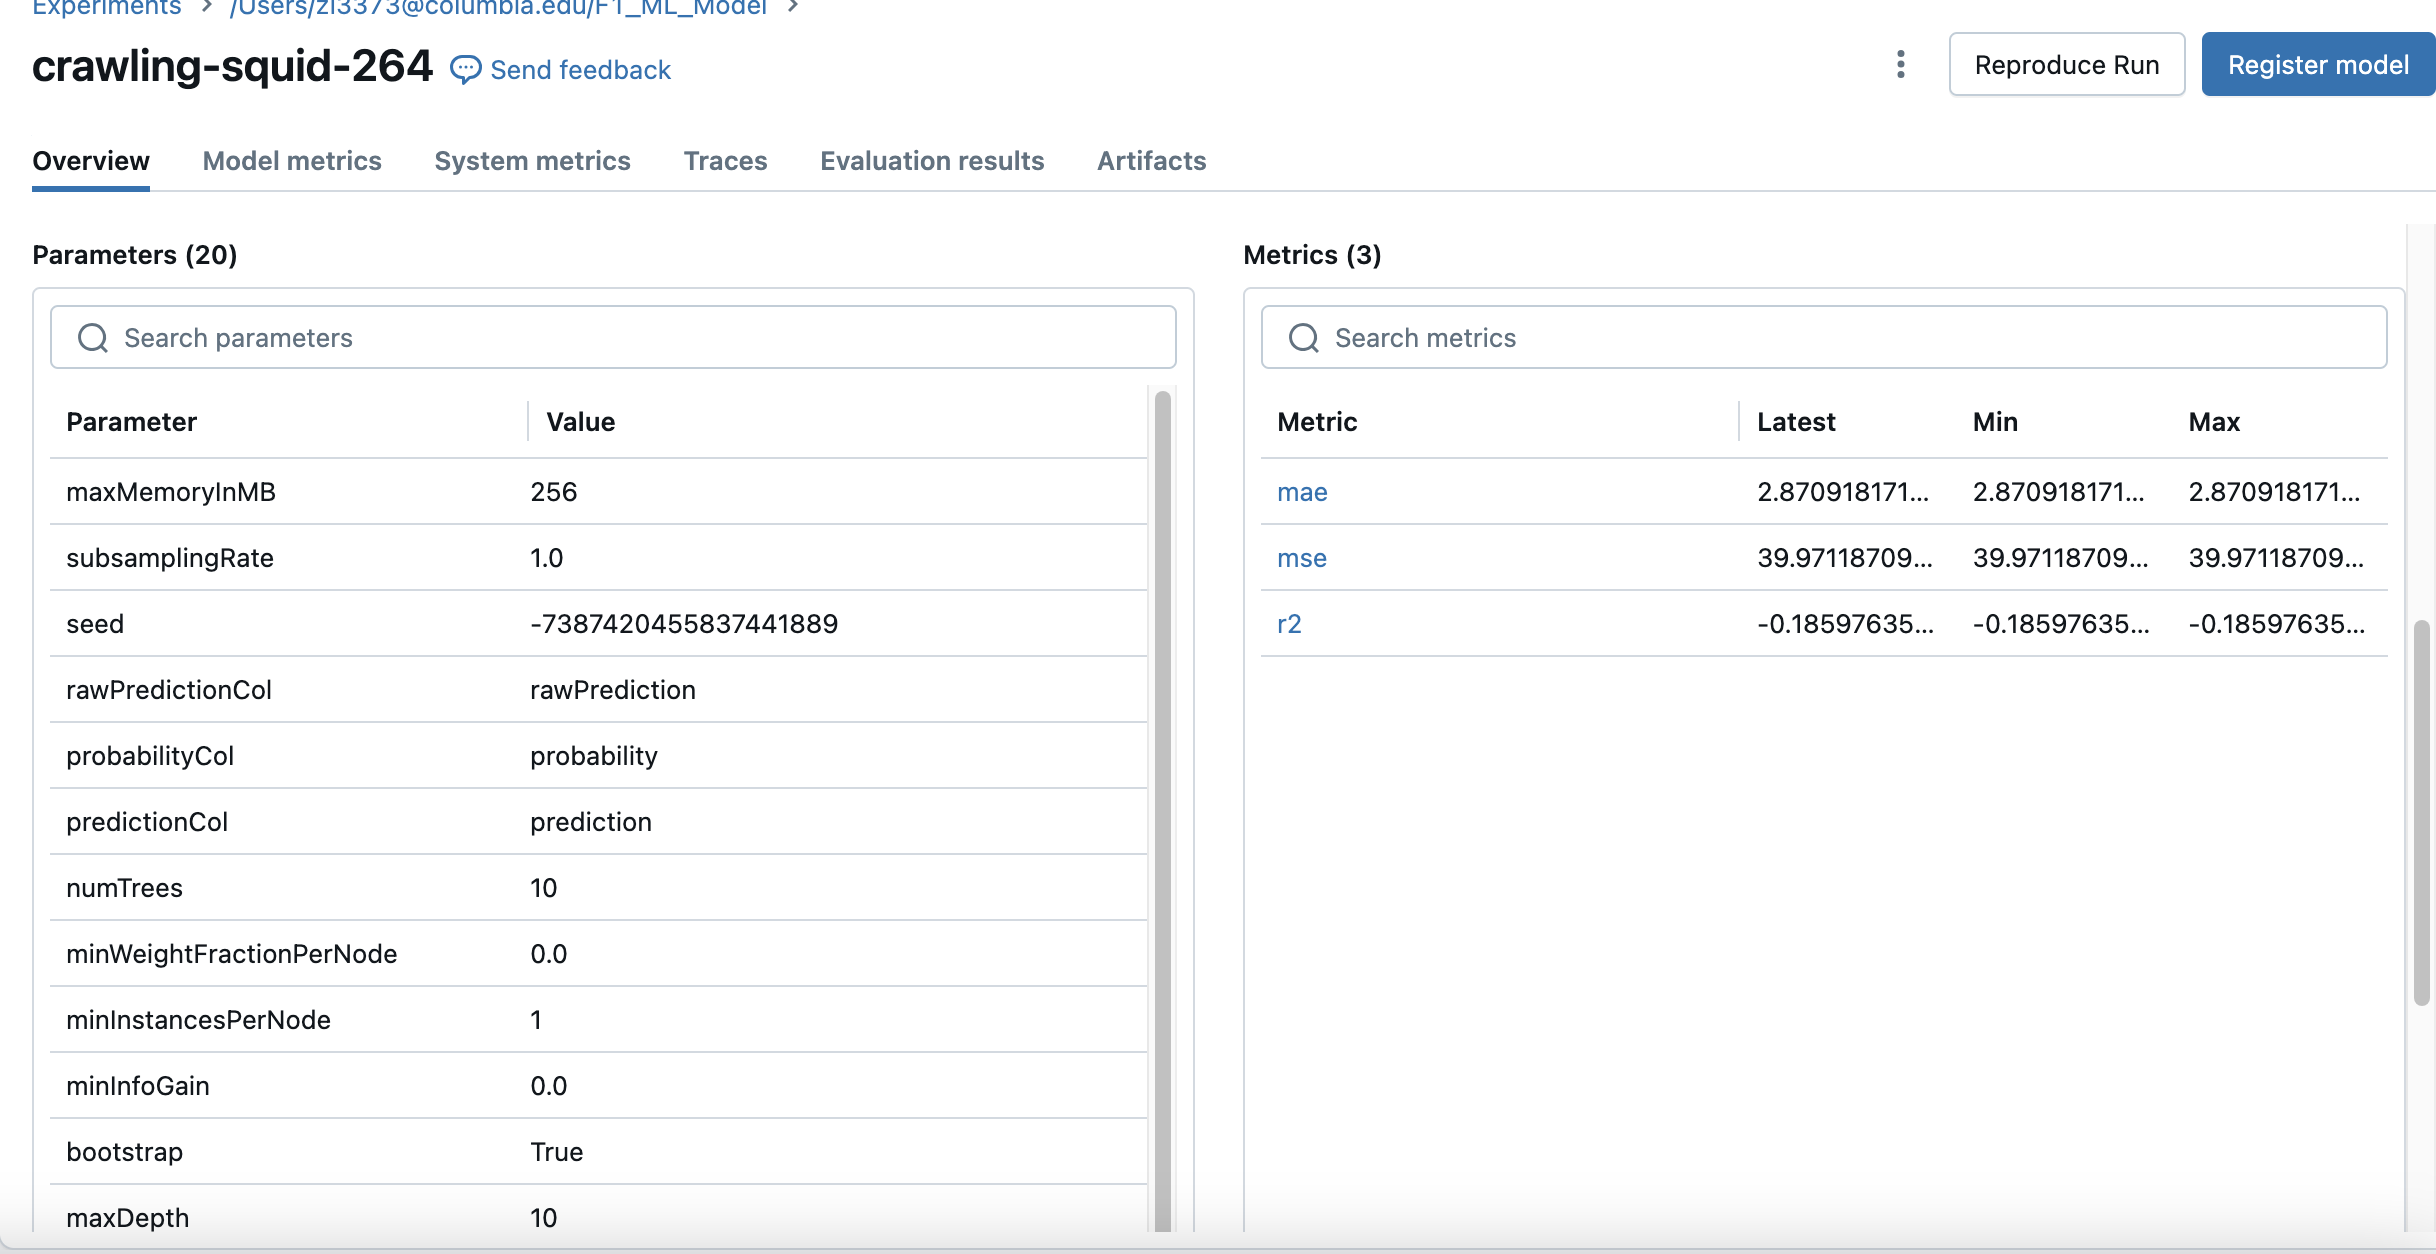 Experiments > /Users/zl3373@columbia.edu/F1_ML_Model >
crawling-squid-264 Send feedback
Reproduce Run
Register model
Overview Model metrics System metrics Traces Evaluation results Artifacts
Parameters (20)
Search parameters
Parameter Value
maxMemoryInMB 256
subsamplingRate 1.0
seed -7387420455837441889
rawPredictionCol rawPrediction
probabilityCol probability
predictionCol prediction
numTrees 10
minWeightFractionPerNode 0.0
minInstancesPerNode 1
minInfoGain 0.0
bootstrap True
maxDepth 10
Metrics (3)
Search metrics
Metric Latest Min Max
mae 2.870918171... 2.870918171... 2.870918171...
mse 39.97118709... 39.97118709... 39.97118709...
r2 -0.18597635... -0.18597635... -0.18597635...